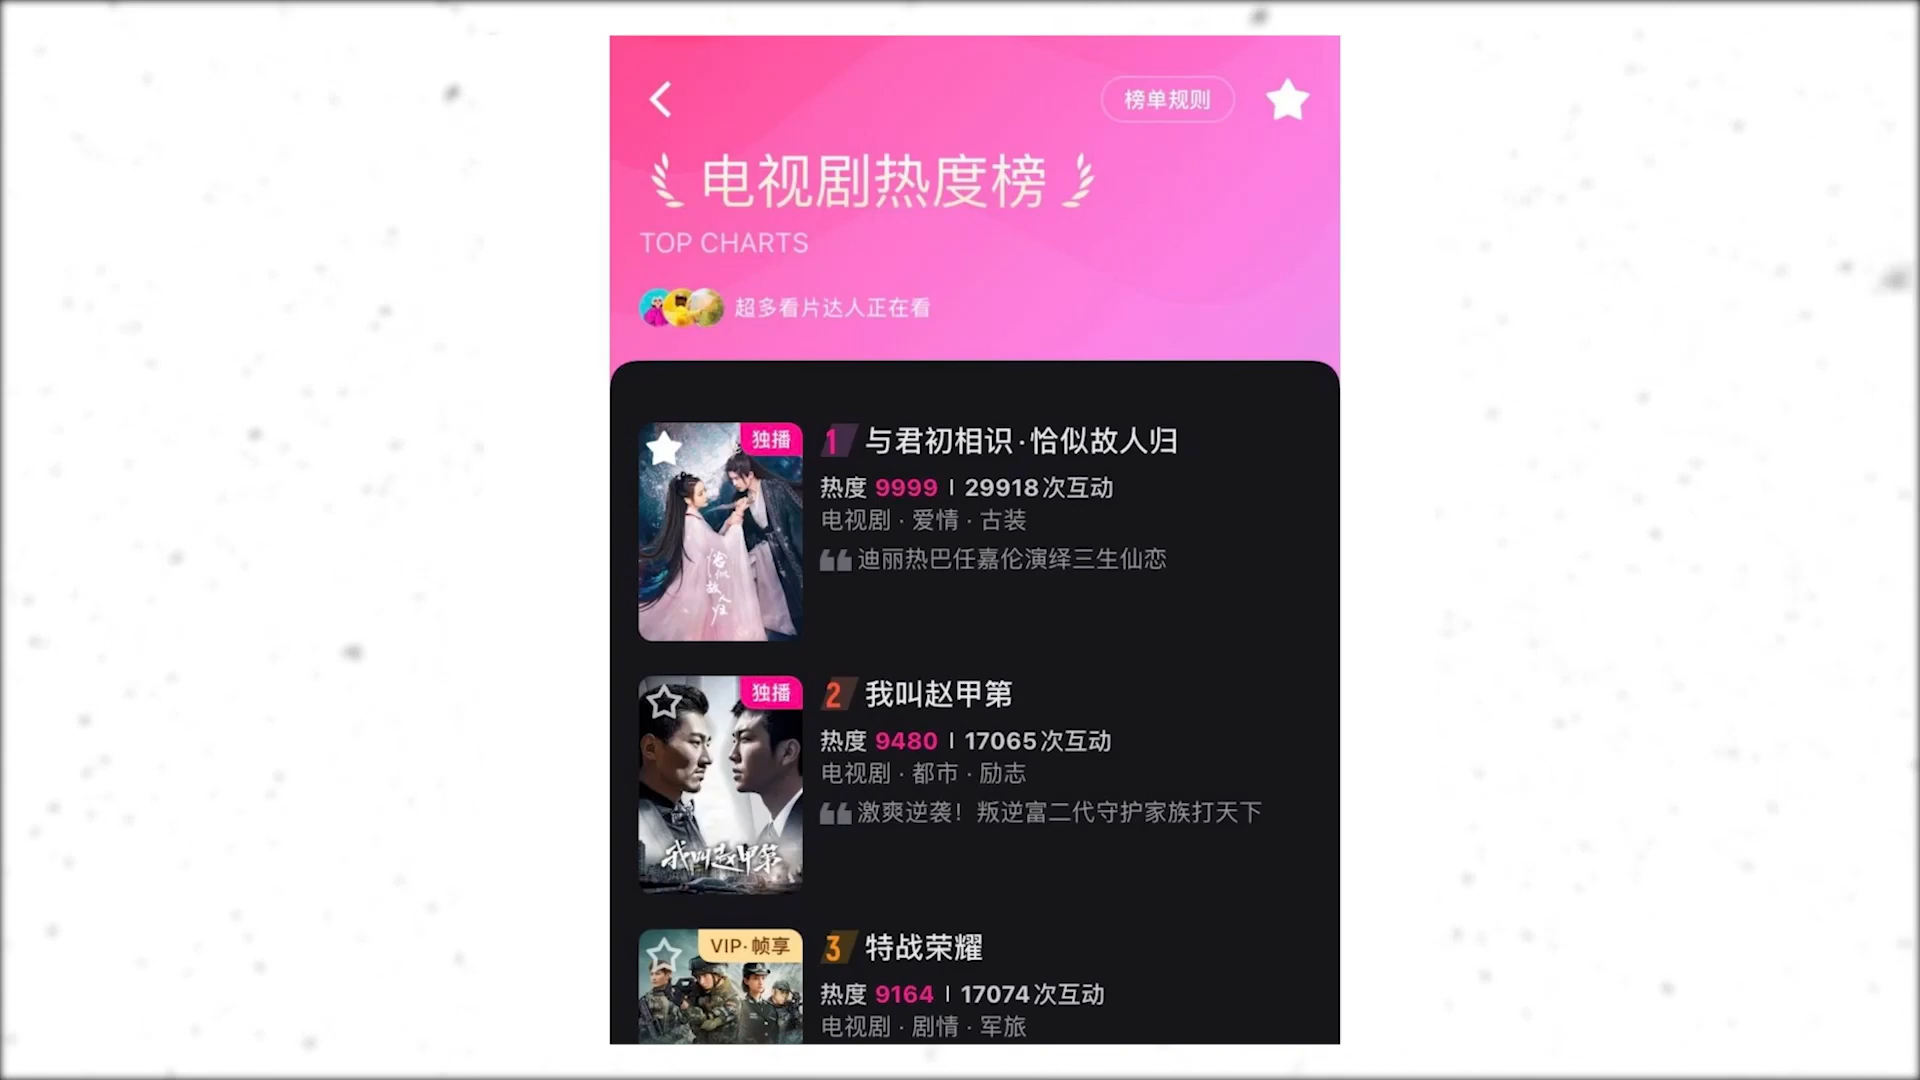 榜单规则
电视剧热度榜
TOP CHARTS
超多看片达人正在看
独播
1 与君初相识·恰似故人归
热度 9999 | 29918次互动
电视剧 · 爱情 · 古装
迪丽热巴任嘉伦演绎三生仙恋
恰似故人归
独播
2 我叫赵甲第
热度 9480 | 17065次互动
电视剧 · 都市 · 励志
激爽逆袭！叛逆富二代守护家族打天下
我叫赵甲第
VIP·帧享
3 特战荣耀
热度 9164 | 17074次互动
电视剧 · 剧情 · 军旅